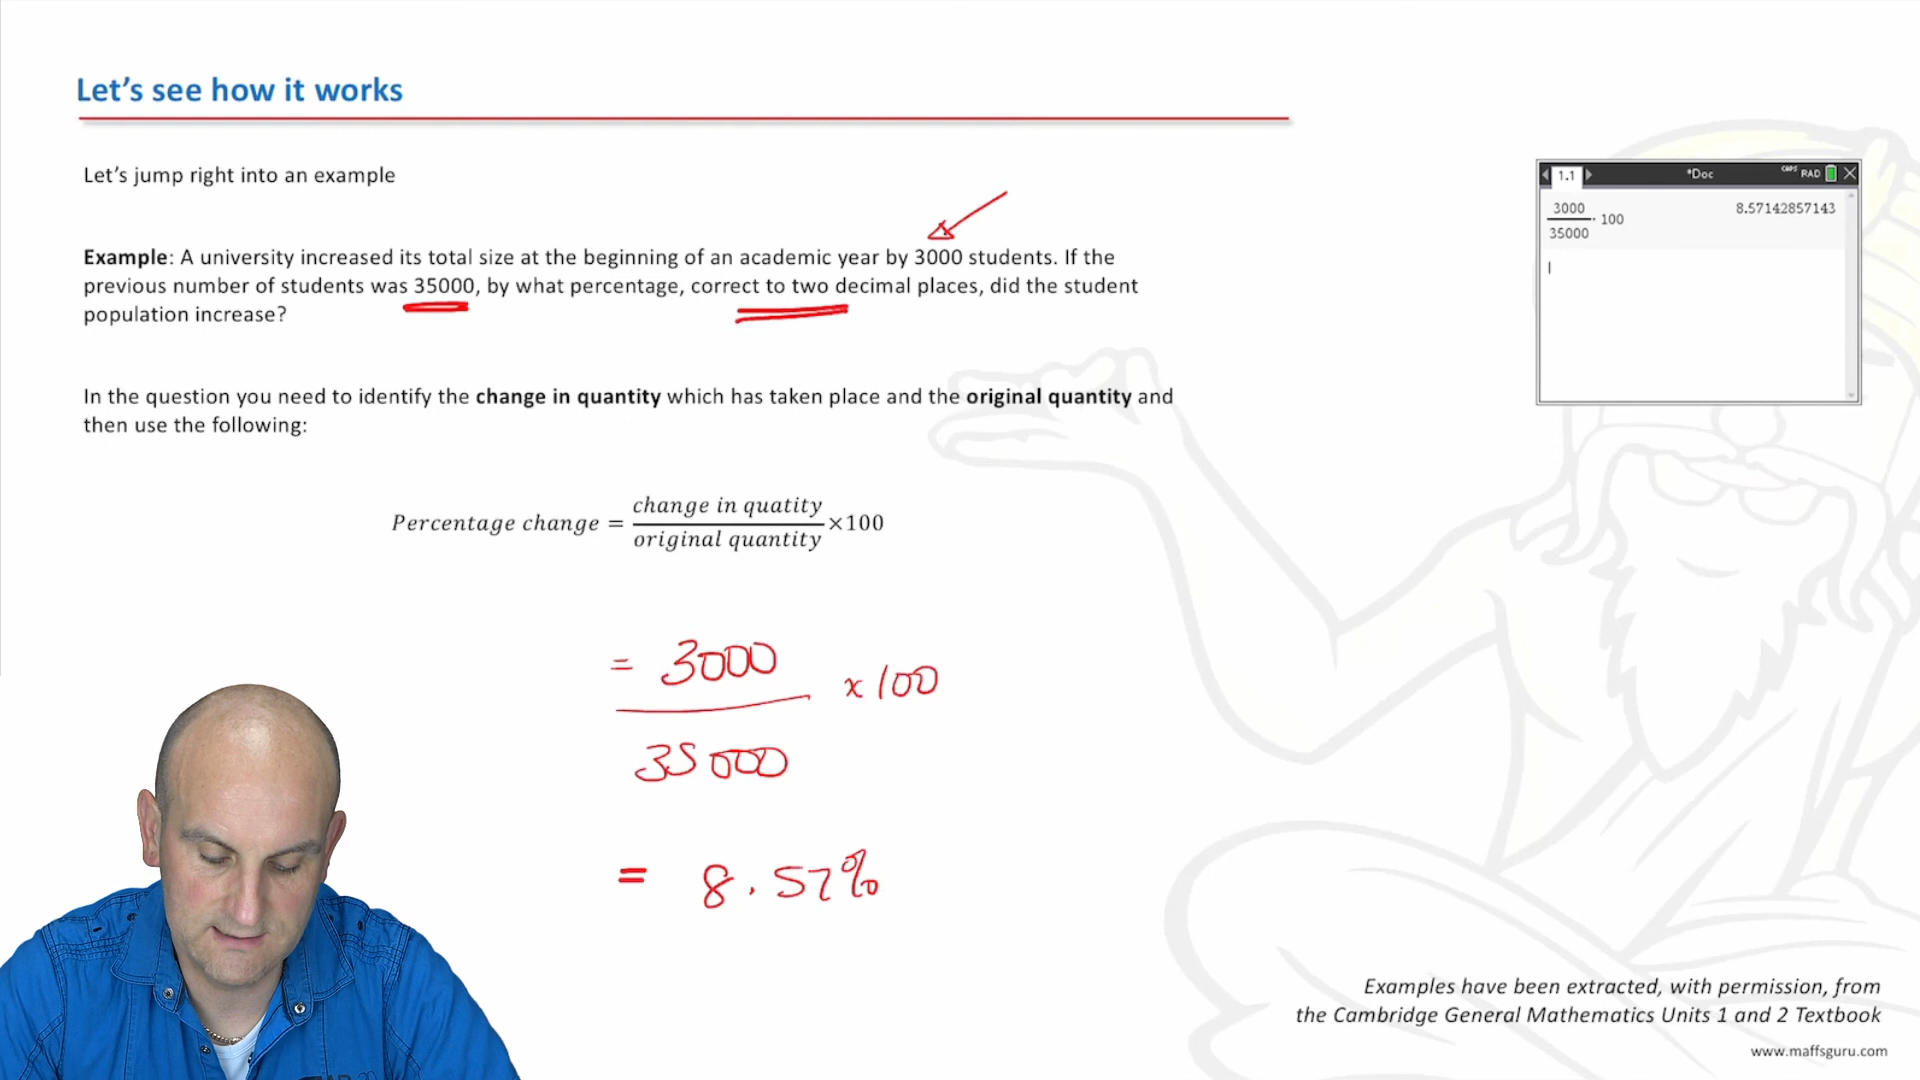 Let's see how it works
Let's jump right into an example
Example: A university increased its total size at the beginning of an academic year by 3000 students. If the
previous number of students was 35000, by what percentage, correct to two decimal places, did the student
population increase?
In the question you need to identify the change in quantity which has taken place and the original quantity and
then use the following:
Percentage change = change in quatity / original quantity ×100
= 3000 / 35000 x 100
= 8.57%
1.1 *Doc CAPS RAD
3000 / 35000 · 100 8.57142857143
Examples have been extracted, with permission, from
the Cambridge General Mathematics Units 1 and 2 Textbook
www.maffsguru.com